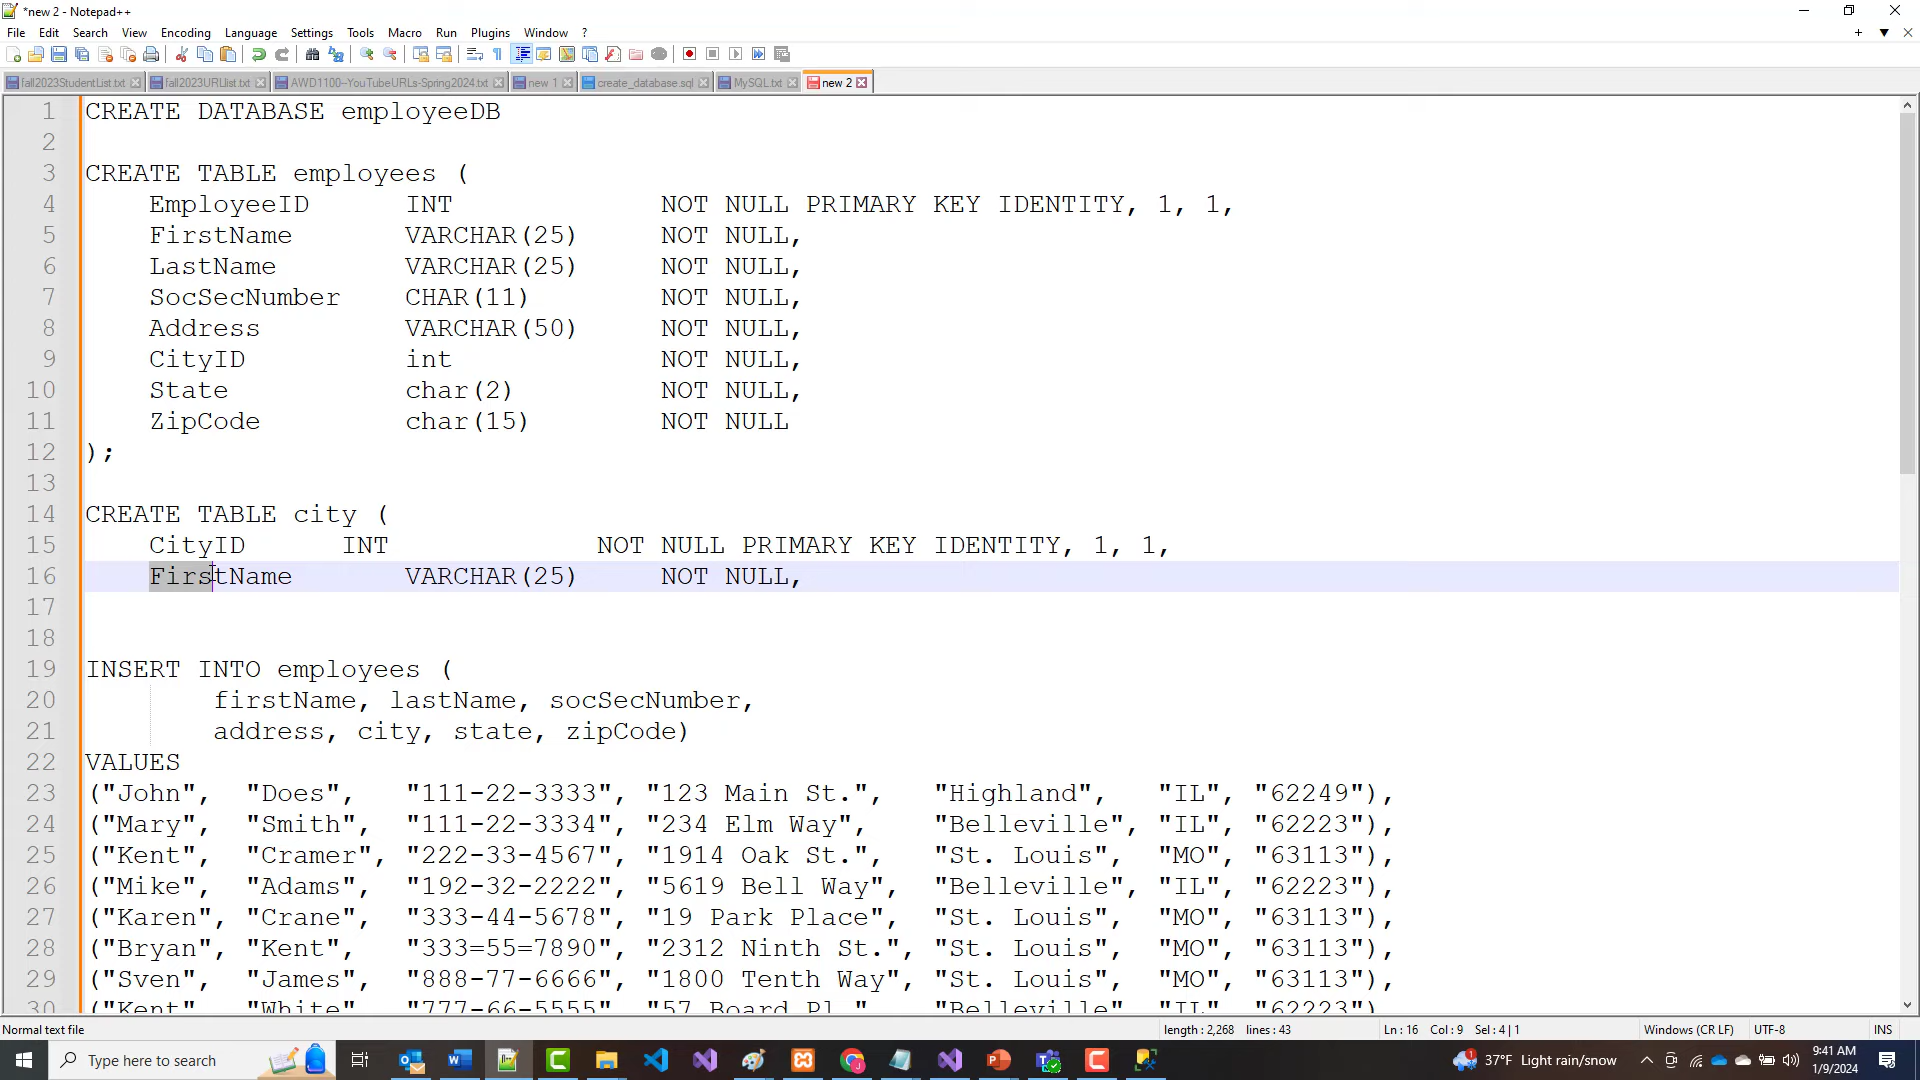 *new 2 - Notepad++
File Edit Search View Encoding Language Settings Tools Macro Run Plugins Window ?
fall2023StudentList.txt fall2023URLlist.txt AWD1100--YouTubeURLs-Spring2024.txt new 1 create_database.sql MySQL.txt new 2
1 CREATE DATABASE employeeDB
2
3 CREATE TABLE employees (
4 EmployeeID INT NOT NULL PRIMARY KEY IDENTITY, 1, 1,
5 FirstName VARCHAR(25) NOT NULL,
6 LastName VARCHAR(25) NOT NULL,
7 SocSecNumber CHAR(11) NOT NULL,
8 Address VARCHAR(50) NOT NULL,
9 CityID int NOT NULL,
10 State char(2) NOT NULL,
11 ZipCode char(15) NOT NULL
12 );
13
14 CREATE TABLE city (
15 CityID INT NOT NULL PRIMARY KEY IDENTITY, 1, 1,
16 FirstName VARCHAR(25) NOT NULL,
17
18
19 INSERT INTO employees (
20 firstName, lastName, socSecNumber,
21 address, city, state, zipCode)
22 VALUES
23 ("John", "Does", "111-22-3333", "123 Main St.", "Highland", "IL", "62249"),
24 ("Mary", "Smith", "111-22-3334", "234 Elm Way", "Belleville", "IL", "62223"),
25 ("Kent", "Cramer", "222-33-4567", "1914 Oak St.", "St. Louis", "MO", "63113"),
26 ("Mike", "Adams", "192-32-2222", "5619 Bell Way", "Belleville", "IL", "62223"),
27 ("Karen", "Crane", "333-44-5678", "19 Park Place", "St. Louis", "MO", "63113"),
28 ("Bryan", "Kent", "333=55=7890", "2312 Ninth St.", "St. Louis", "MO", "63113"),
29 ("Sven", "James", "888-77-6666", "1800 Tenth Way", "St. Louis", "MO", "63113"),
30 ("Kent", "White", "777-66-5555", "57 Board Pl.", "Belleville", "IL", "62223"),
Normal text file length : 2,268 lines : 43 Ln : 16 Col : 9 Sel : 4 | 1 Windows (CR LF) UTF-8 INS
Type here to search 37°F Light rain/snow 9:41 AM
1/9/2024